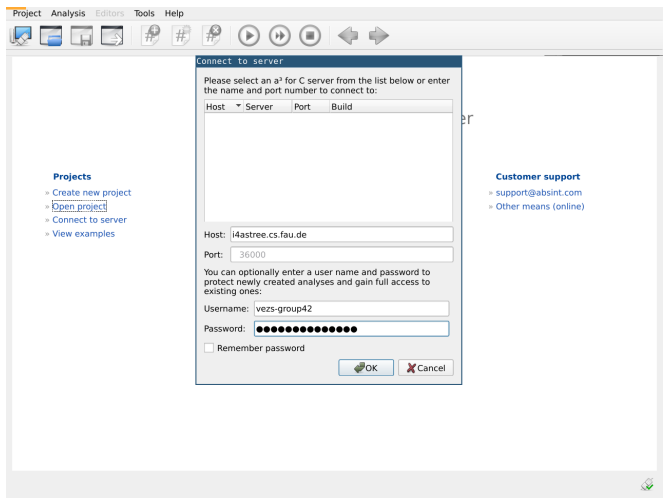 Project Analysis Editors Tools Help
Connect to server
Please select an a³ for C server from the list below or enter
the name and port number to connect to:
Host Server Port Build
er
Projects
» Create new project
» Open project
» Connect to server
» View examples
Customer support
» support@absint.com
» Other means (online)
Host: i4astree.cs.fau.de
Port: 36000
You can optionally enter a user name and password to
protect newly created analyses and gain full access to
existing ones:
Username: vezs-group42
Password: ●●●●●●●●●●●●●●
Remember password
OK Cancel